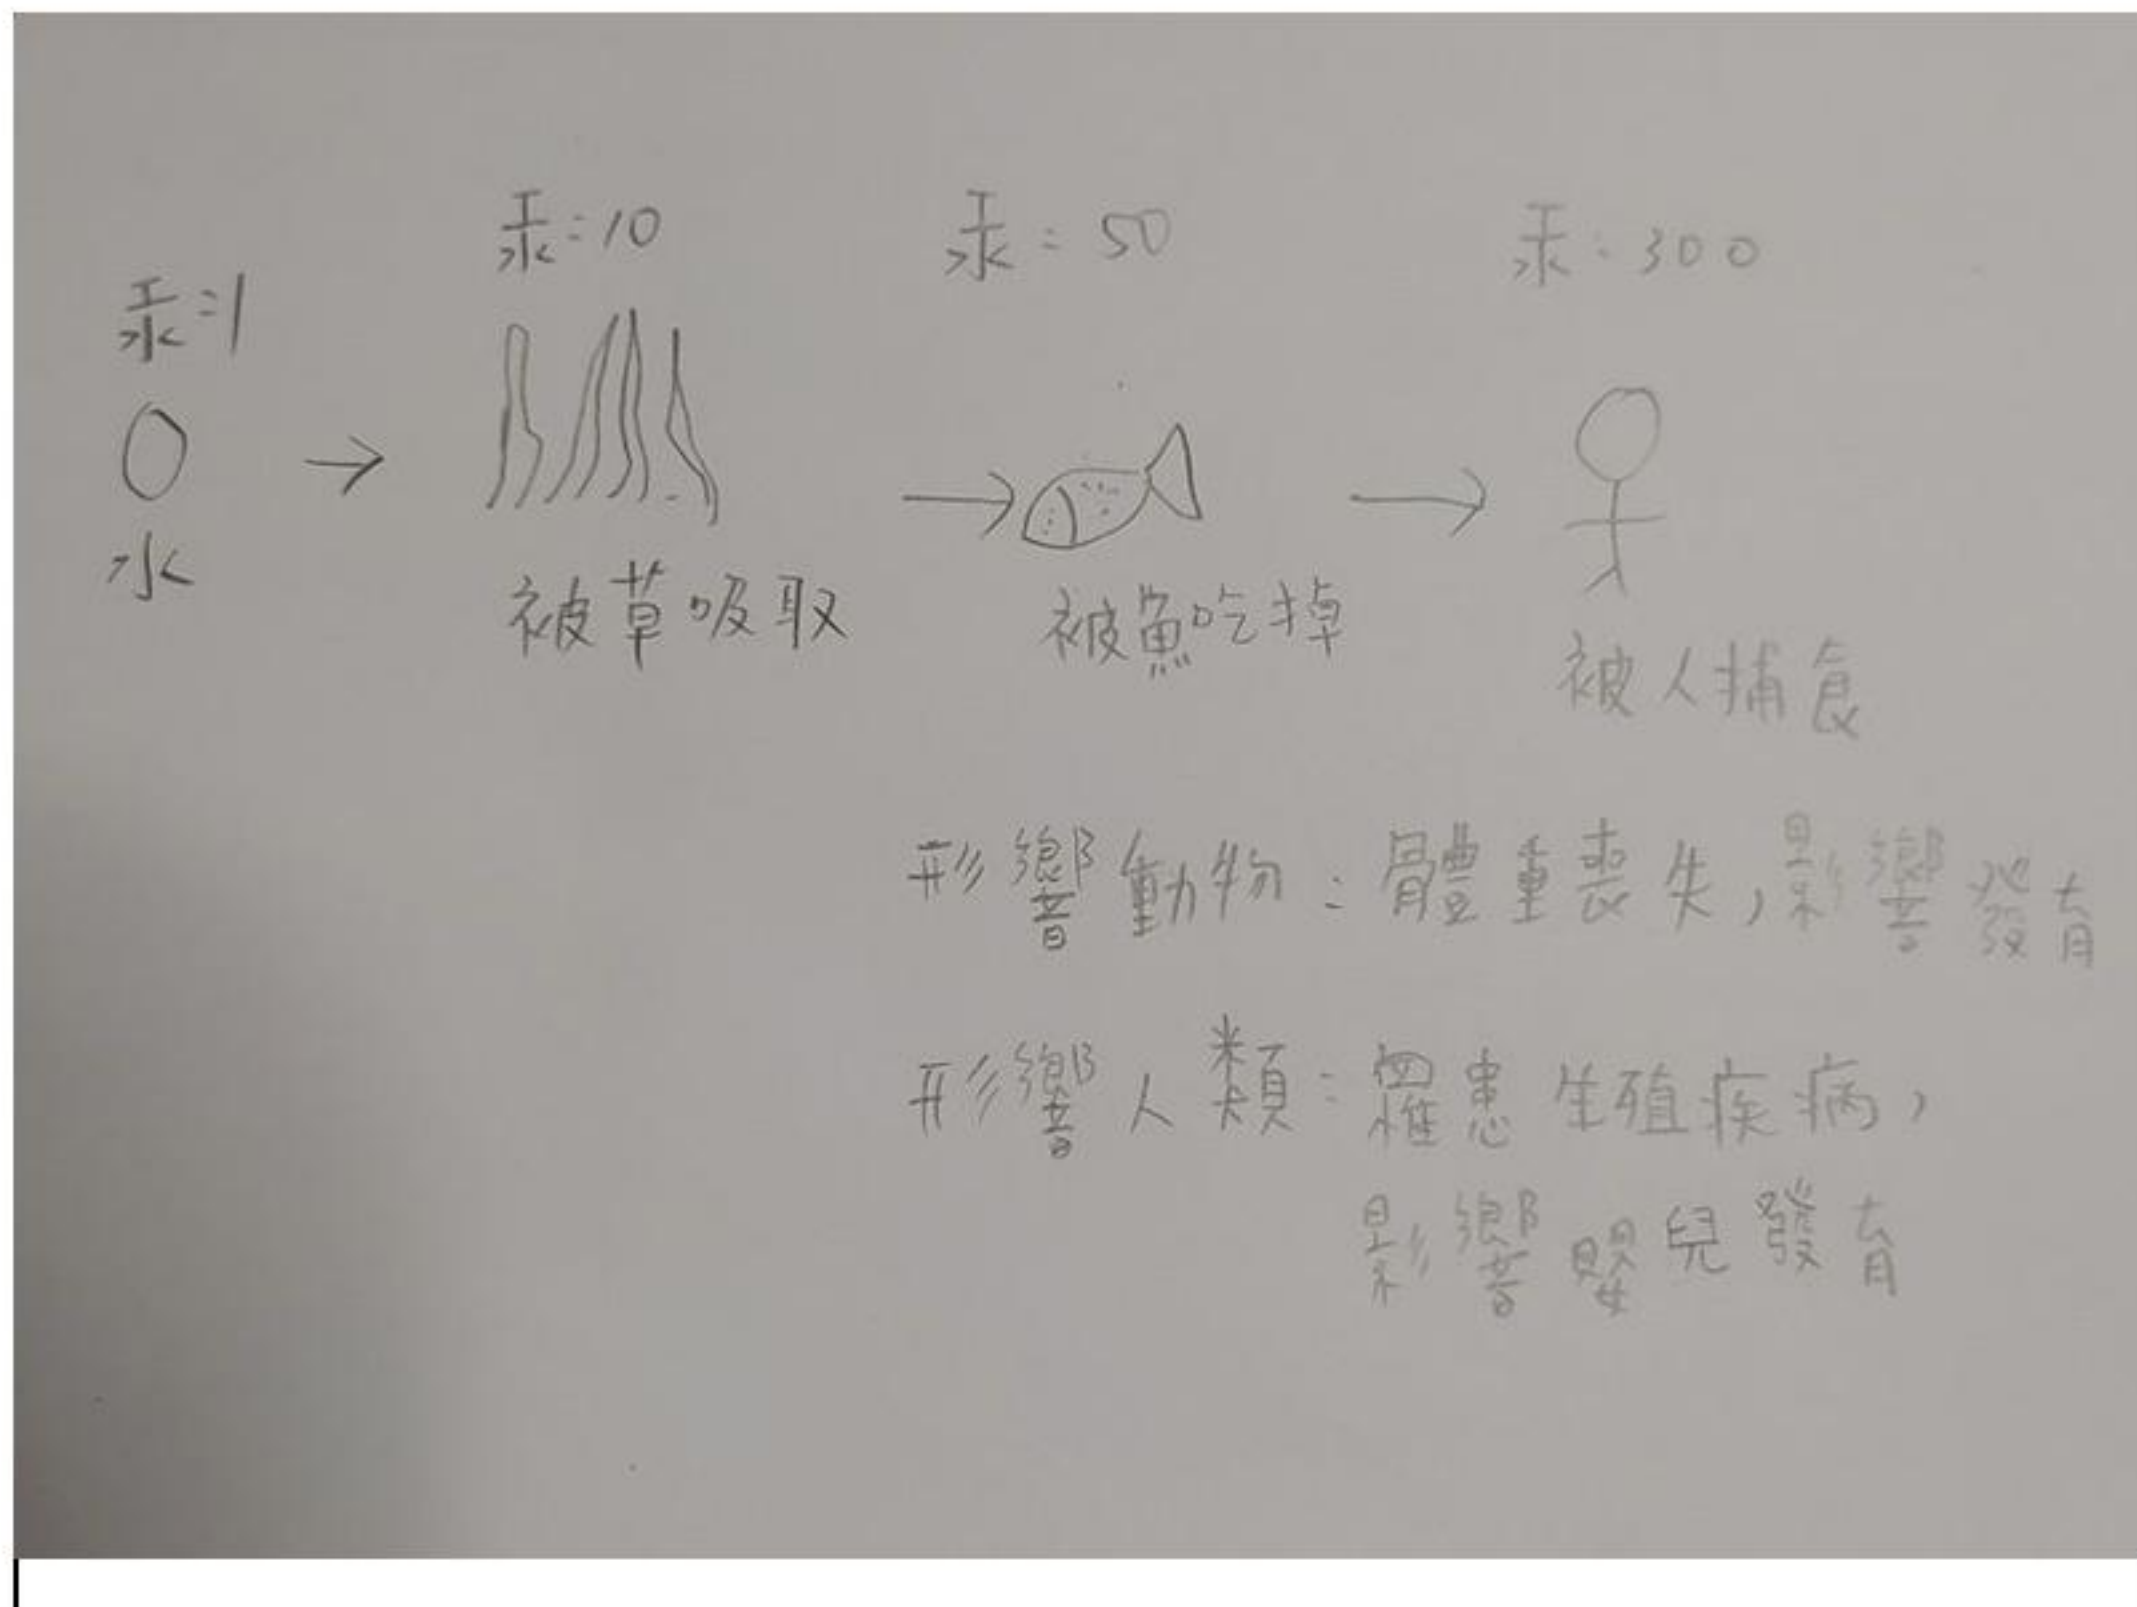 汞=1
汞=10
汞=50
汞=300
水
被草吸取
被魚吃掉
被人捕食
形響動物:體重喪失,影響發育
形響人類:罹患生殖疾病,
影響嬰兒發育